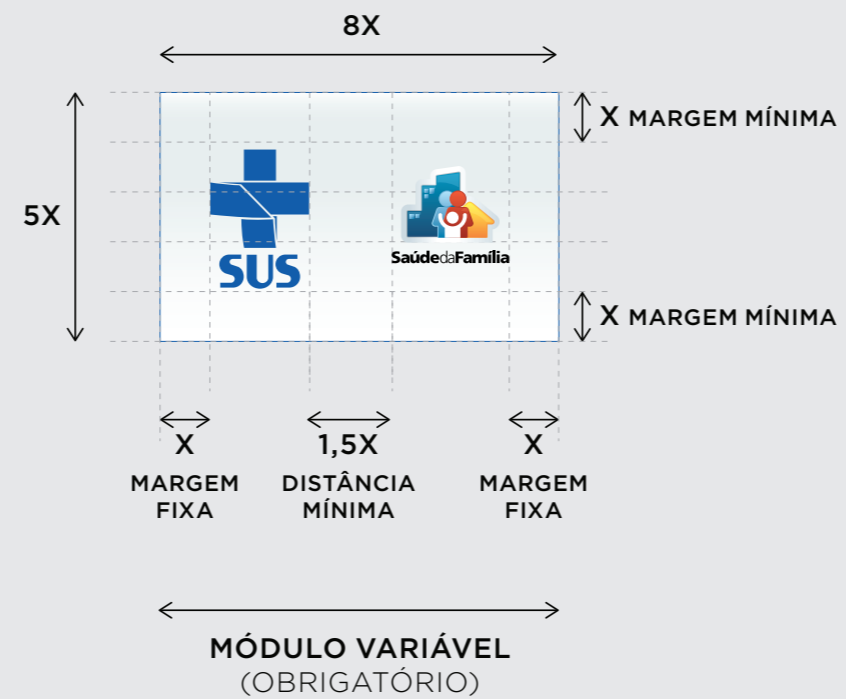 8X
X MARGEM MÍNIMA
5X
SUS
SaúdedaFamília
X MARGEM MÍNIMA
X
MARGEM
FIXA
1,5X
DISTÂNCIA
MÍNIMA
X
MARGEM
FIXA
MÓDULO VARIÁVEL
(OBRIGATÓRIO)